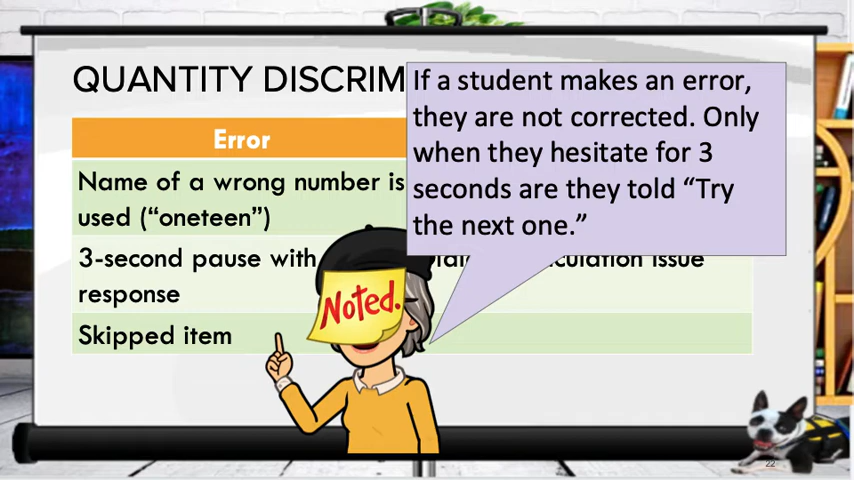 QUANTITY DISCRIM
If a student makes an error,
they are not corrected. Only
when they hesitate for 3
seconds are they told “Try
the next one.”
Error
Name of a wrong number is
used (“oneteen”)
3-second pause with
issue
response
Skipped item
Noted.
22